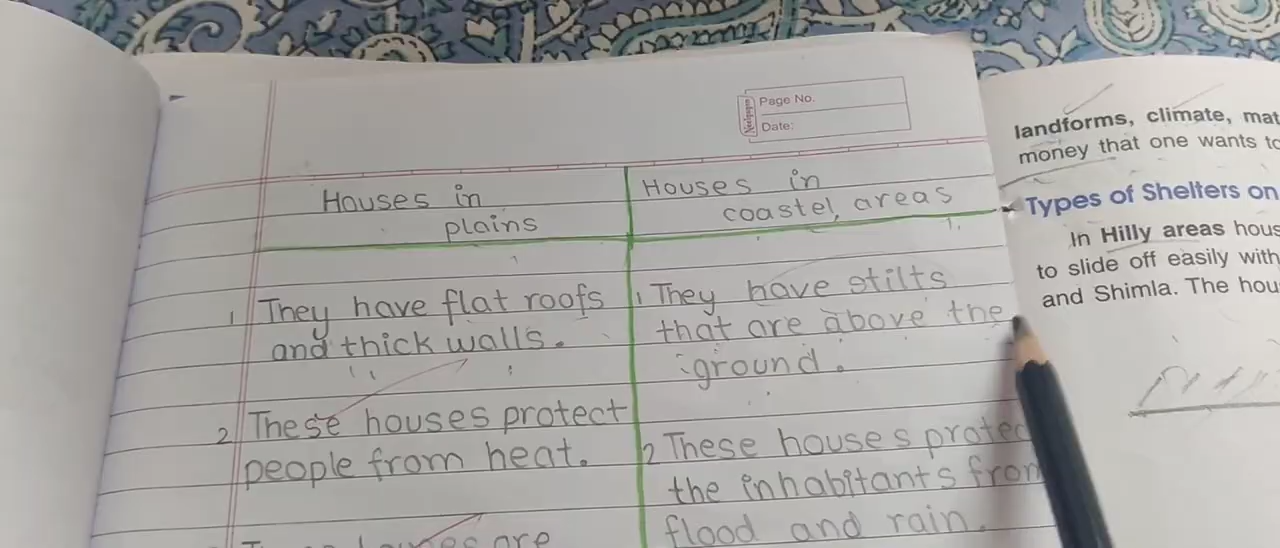 Neelgagan
Page No.
Date:
Houses in
plains
Houses in
coastel, areas
1 They have flat roofs
and thick walls.
2 These houses protect
people from heat.
houses are
1 They have stilts
that are above the
ground.
2 These houses protec
the inhabitants from
flood and rain.
landforms, climate, mat
money that one wants to
Types of Shelters on
In Hilly areas hous
to slide off easily with
and Shimla. The hou